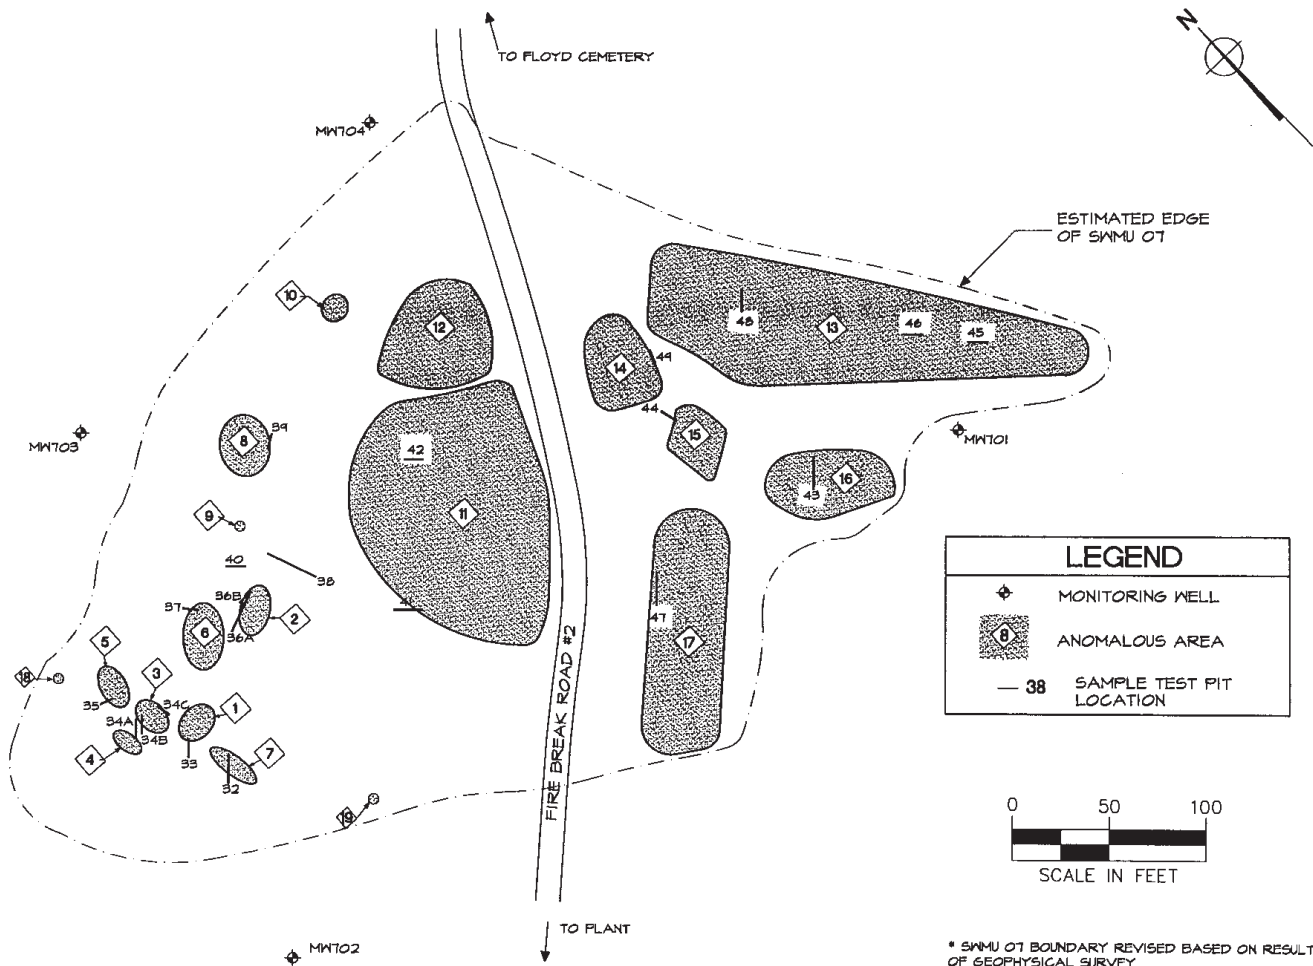 TO FLOYD CEMETERY
N
MW704
ESTIMATED EDGE
OF SWMU 07
10
12
48
13
46
45
14
49
44
15
MW703
8
39
42
MW701
16
43
9
11
40
38
36B
2
37
6
36A
41
47
17
5
3
18
35
34A
34C
34B
1
4
33
7
32
19
FIRE BREAK ROAD #2
LEGEND
MONITORING WELL
8 ANOMALOUS AREA
38 SAMPLE TEST PIT
LOCATION
0 50 100
SCALE IN FEET
TO PLANT
MW702
* SWMU 07 BOUNDARY REVISED BASED ON RESULT
OF GEOPHYSICAL SURVEY